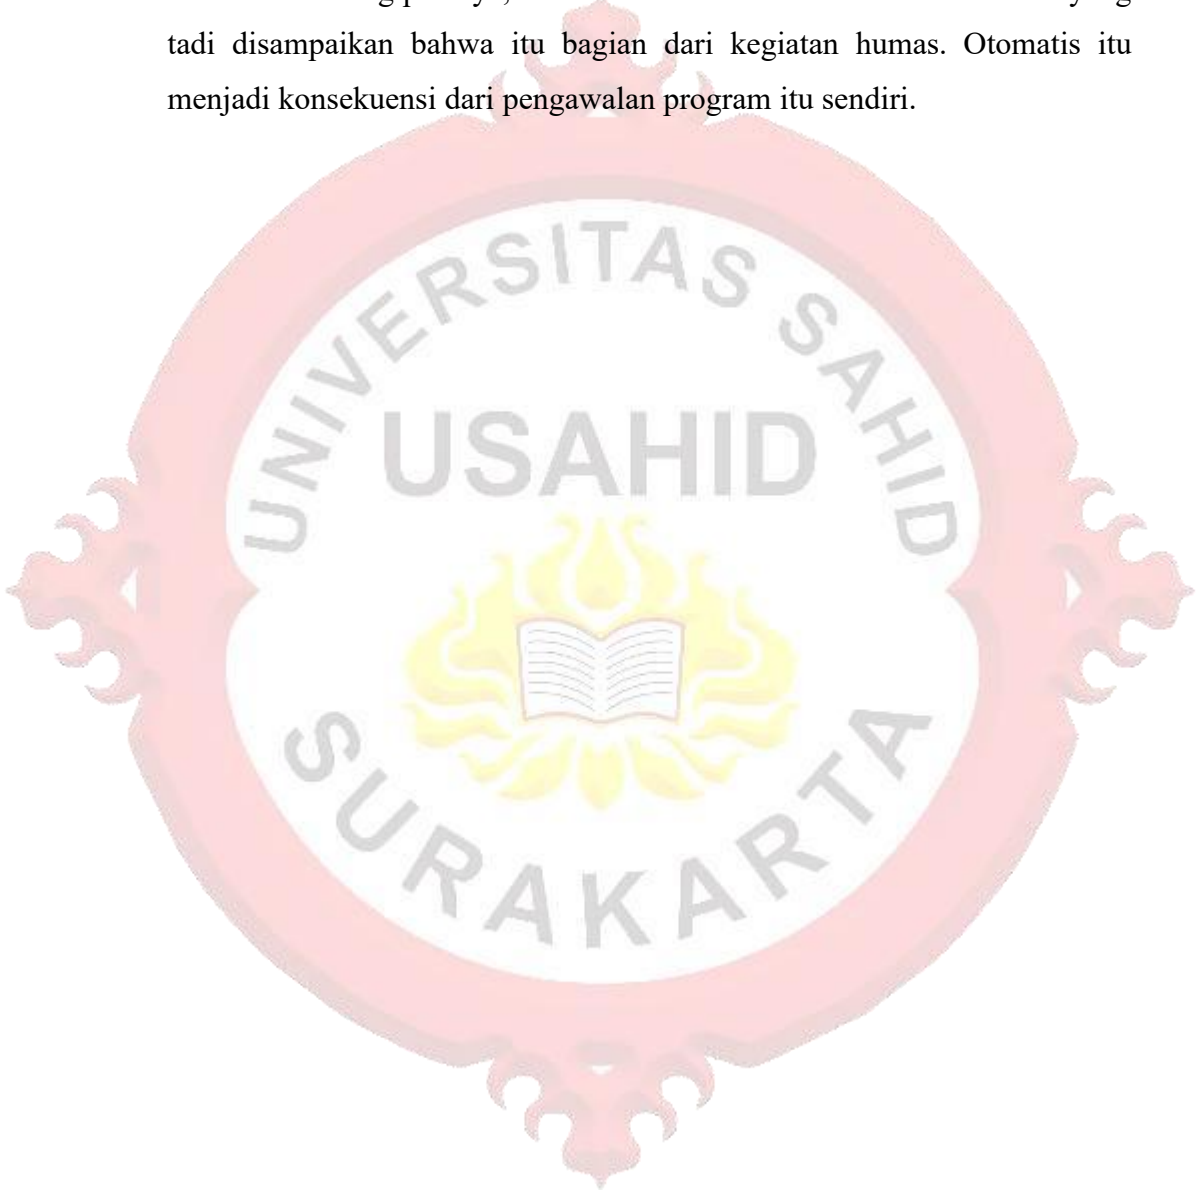 tadi disampaikan bahwa itu bagian dari kegiatan humas. Otomatis itu
menjadi konsekuensi dari pengawalan program itu sendiri.
UNIVERSITAS SAHID
USAHID
SURAKARTA